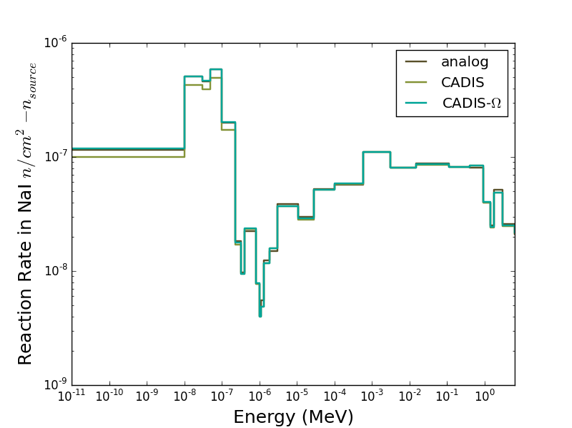 10^-6
10^-7
10^-8
10^-9
Reaction Rate in NaI n/cm^2 −n_source
analog
CADIS
CADIS-Ω
10^-11 10^-10 10^-9 10^-8 10^-7 10^-6 10^-5 10^-4 10^-3 10^-2 10^-1 10^0
Energy (MeV)